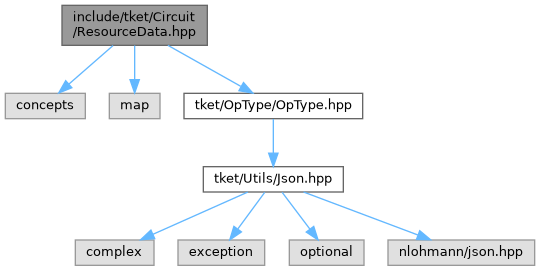 include/tket/Circuit
/ResourceData.hpp
concepts
map
tket/OpType/OpType.hpp
tket/Utils/Json.hpp
complex
exception
optional
nlohmann/json.hpp